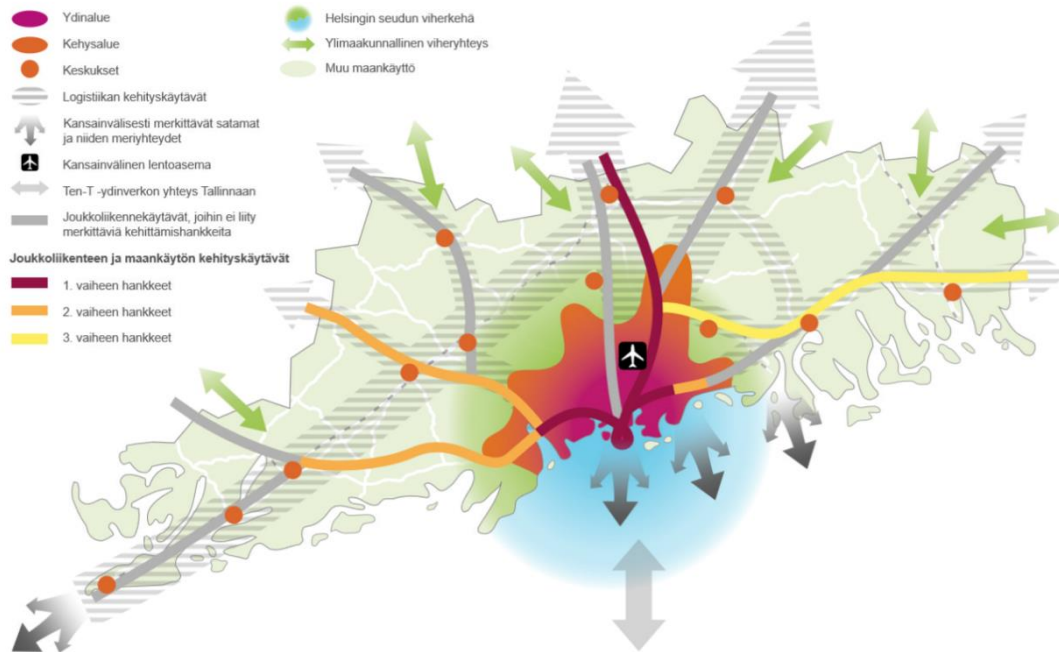 Ydinalue
Kehysalue
Keskukset
Logistiikan kehityskäytävät
Kansainvälisesti merkittävät satamat
ja niiden meriyhteydet
Kansainvälinen lentoasema
Ten-T -ydinverkon yhteys Tallinnaan
Joukkoliikennekäytävät, joihin ei liity
merkittäviä kehittämishankkeita
Joukkoliikenteen ja maankäytön kehityskäytävät
1. vaiheen hankkeet
2. vaiheen hankkeet
3. vaiheen hankkeet
Helsingin seudun viherkehä
Ylimaakunnallinen viheryhteys
Muu maankäyttö